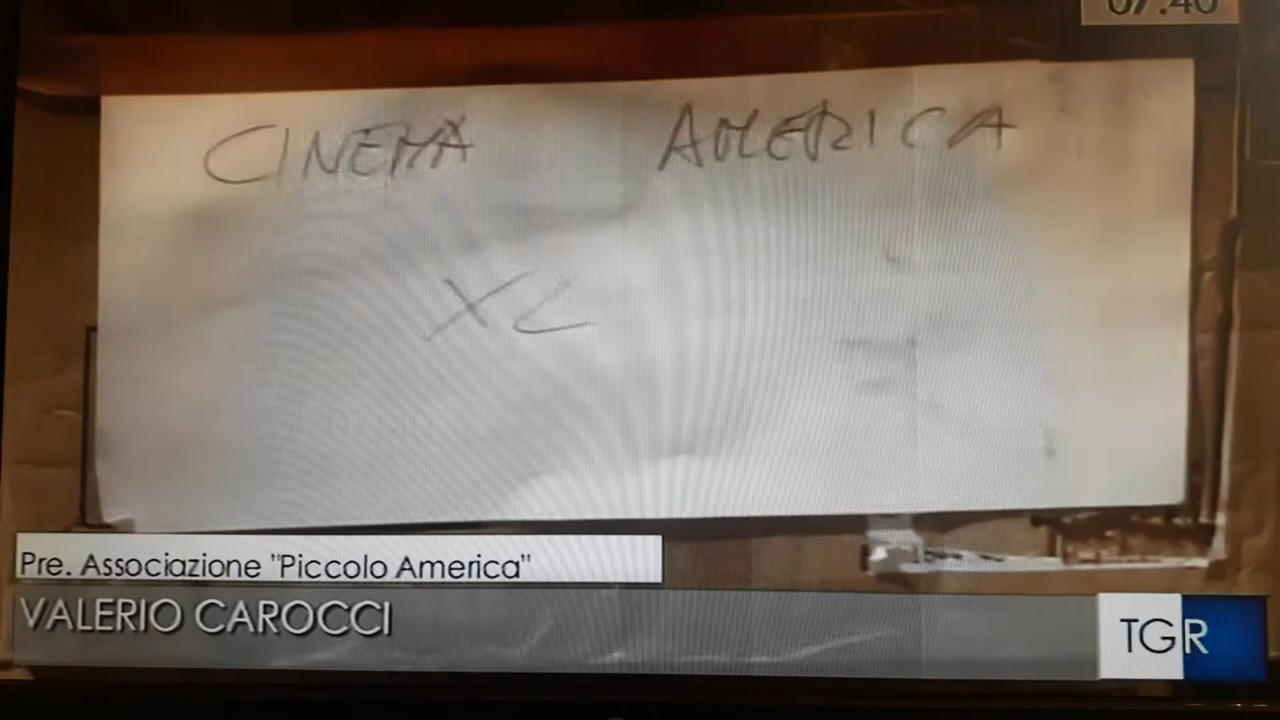 07:40
CINEMA AMERICA
XL
Pre. Associazione "Piccolo America"
VALERIO CAROCCI
TGR